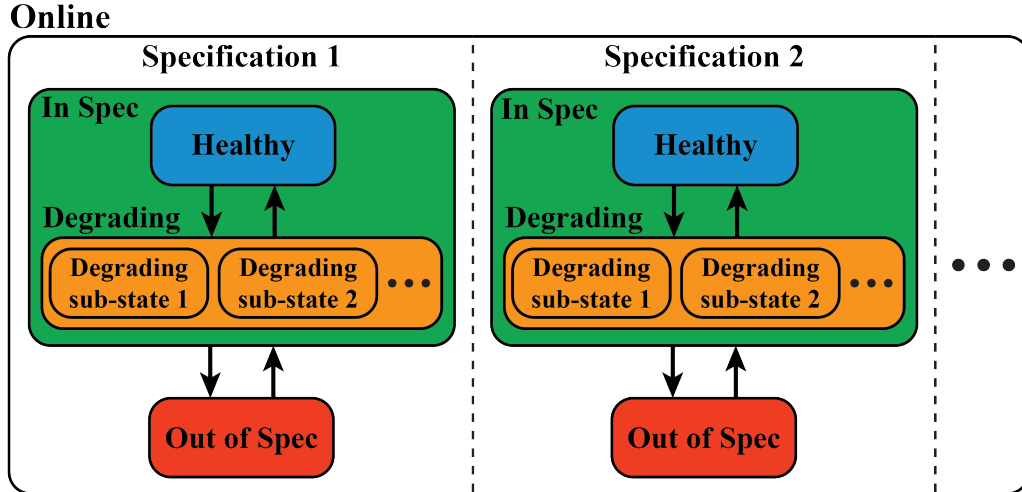 Online
Specification 1
In Spec
Healthy
Degrading
Degrading
sub-state 1
Degrading
sub-state 2
•••
Out of Spec
Specification 2
In Spec
Healthy
Degrading
Degrading
sub-state 1
Degrading
sub-state 2
•••
Out of Spec
•••